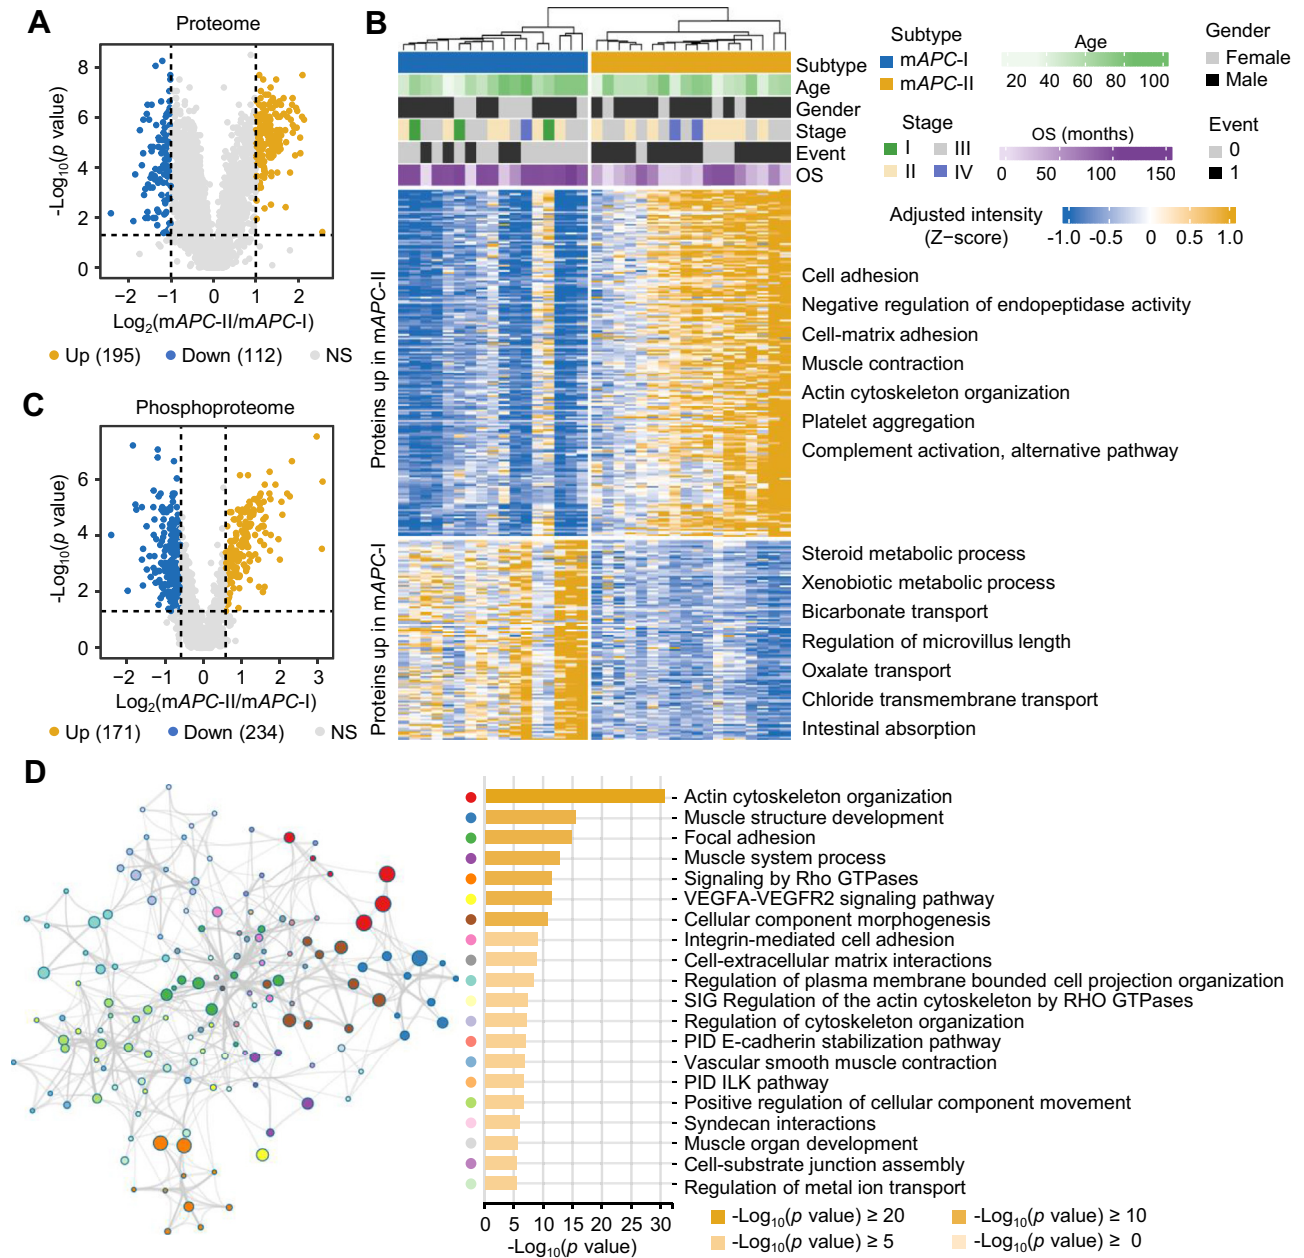 A
Proteome
8
6
4
2
0
-Log10(p value)
−2 −1 0 1 2
Log2(mAPC-II/mAPC-I)
Up (195) Down (112) NS
B
Subtype
Age
Gender
Stage
Event
OS
Subtype
mAPC-I
mAPC-II
Age
20 40 60 80 100
Gender
Female
Male
Stage
I III
II IV
OS (months)
0 50 100 150
Event
0
1
Adjusted intensity
(Z−score)
-1.0 -0.5 0 0.5 1.0
Proteins up in mAPC-II
Cell adhesion
Negative regulation of endopeptidase activity
Cell-matrix adhesion
Muscle contraction
Actin cytoskeleton organization
Platelet aggregation
Complement activation, alternative pathway
Proteins up in mAPC-I
Steroid metabolic process
Xenobiotic metabolic process
Bicarbonate transport
Regulation of microvillus length
Oxalate transport
Chloride transmembrane transport
Intestinal absorption
C
Phosphoproteome
6
4
2
0
-Log10(p value)
−2 −1 0 1 2 3
Log2(mAPC-II/mAPC-I)
Up (171) Down (234) NS
D
Actin cytoskeleton organization
Muscle structure development
Focal adhesion
Muscle system process
Signaling by Rho GTPases
VEGFA-VEGFR2 signaling pathway
Cellular component morphogenesis
Integrin-mediated cell adhesion
Cell-extracellular matrix interactions
Regulation of plasma membrane bounded cell projection organization
SIG Regulation of the actin cytoskeleton by RHO GTPases
Regulation of cytoskeleton organization
PID E-cadherin stabilization pathway
Vascular smooth muscle contraction
PID ILK pathway
Positive regulation of cellular component movement
Syndecan interactions
Muscle organ development
Cell-substrate junction assembly
Regulation of metal ion transport
0 5 10 15 20 25 30
-Log10(p value)
-Log10(p value) ≥ 20 -Log10(p value) ≥ 10
-Log10(p value) ≥ 5 -Log10(p value) ≥ 0